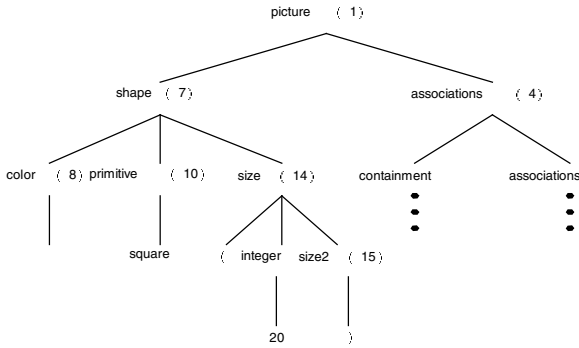 picture ( 1)
shape ( 7) associations ( 4)
color ( 8) primitive ( 10) size ( 14) containment associations
square ( integer size2 ( 15)
20 )